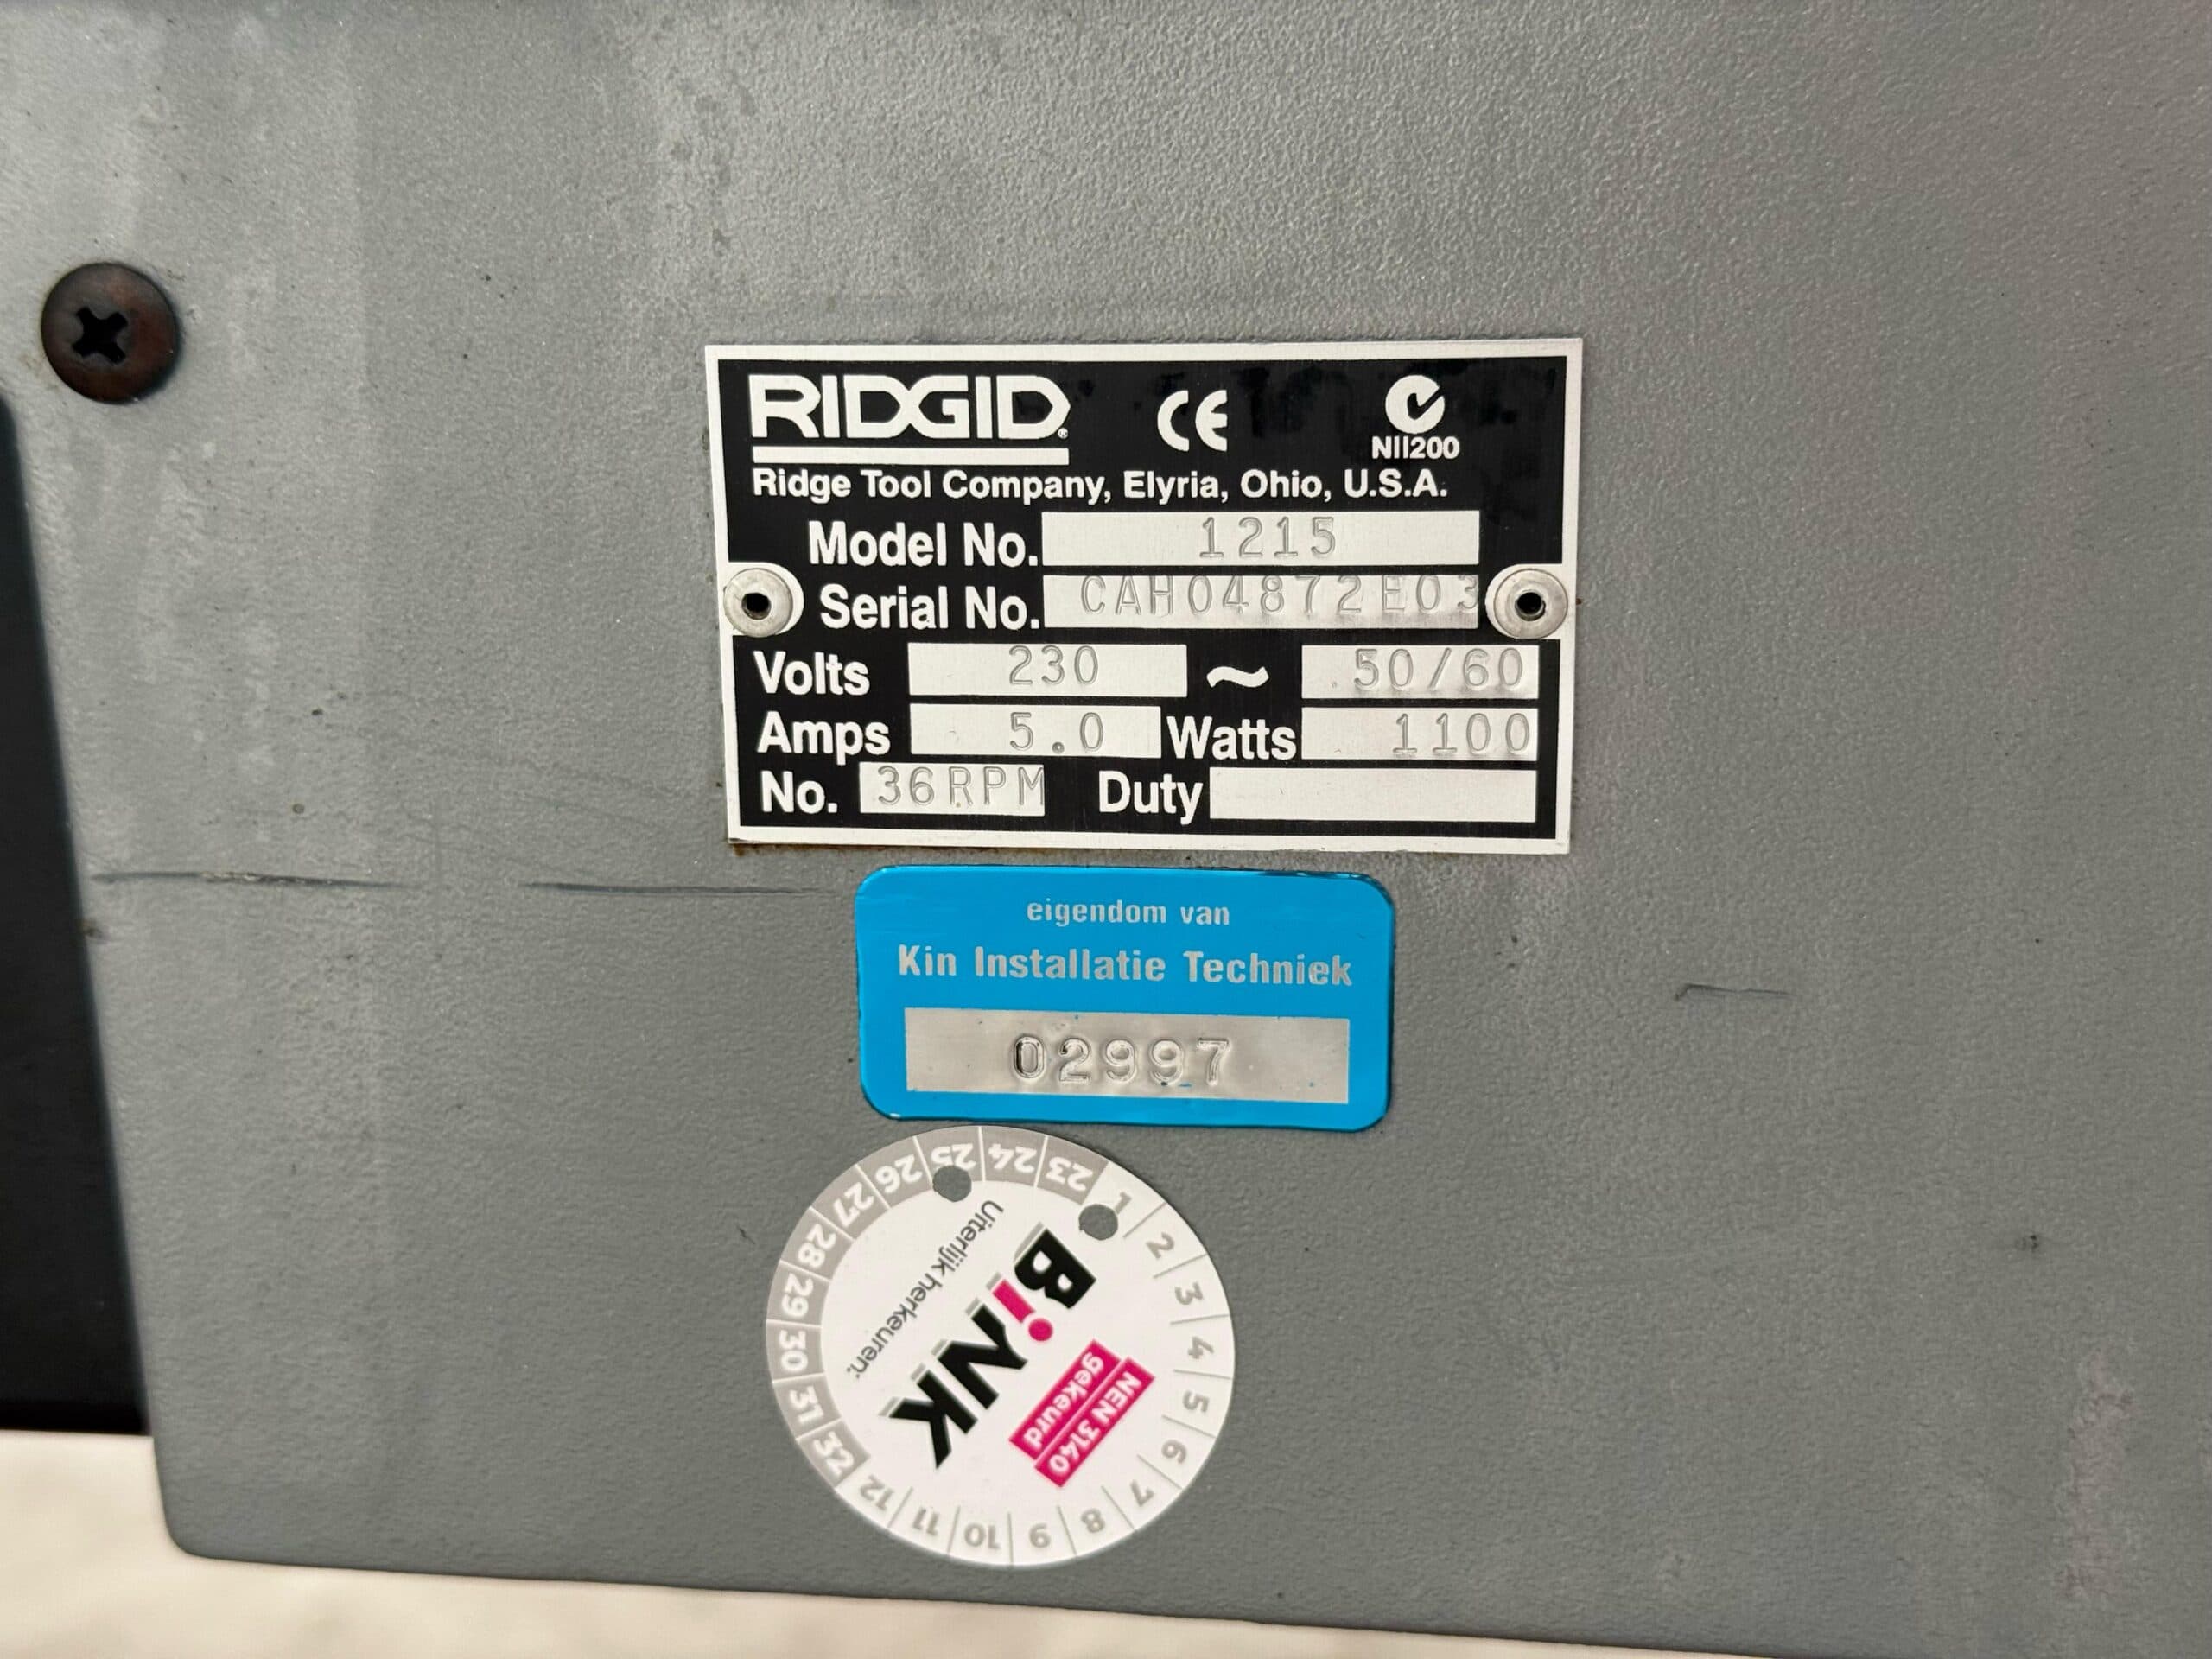 RIDGID® CE N11200
Ridge Tool Company, Elyria, Ohio, U.S.A.
Model No. 1215
Serial No. CAH04872E03
Volts 230 ~ 50/60
Amps 5.0 Watts 1100
No. 36RPM Duty
eigendom van
Kin Installatie Techniek
02997
23 24 25 26 27 28 29 30 31 32
1 2 3 4 5 6 7 8 9 10 11 12
Uiterlijk herkeuren:
BiNK
NEN 3140
gekeurd